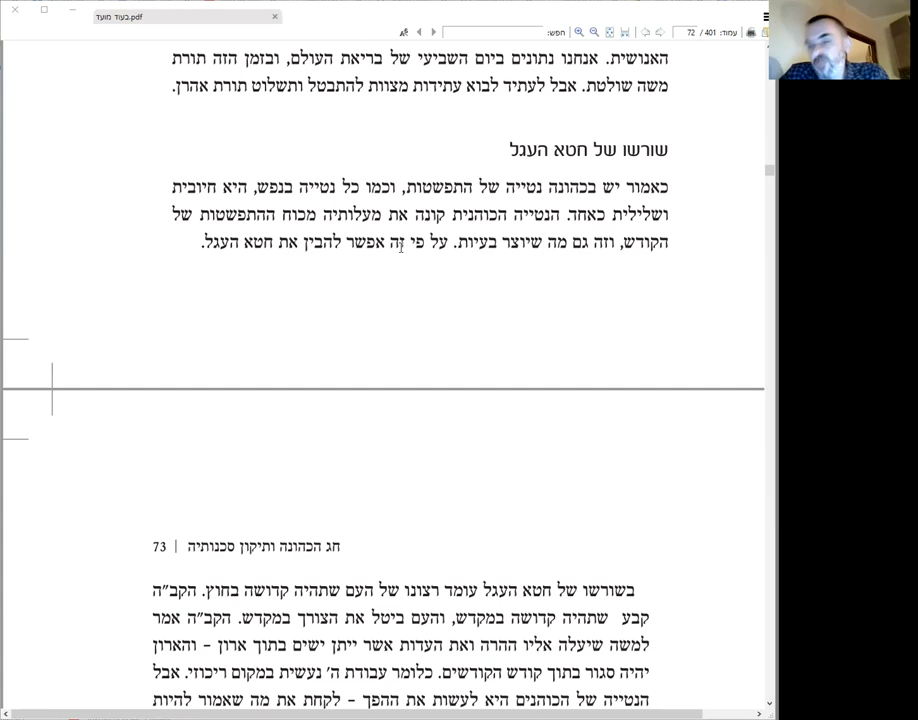 בעוד מועד.pdf
עמוד: 401 / 72
חפש:
האנושית. אנחנו נתונים ביום השביעי של בריאת העולם, ובזמן הזה תורת
משה שולטת. אבל לעתיד לבוא עתידות מצוות להתבטל ותשלוט תורת אהרן.
שורשו של חטא העגל
כאמור יש בכהונה נטייה של התפשטות, וכמו כל נטייה בנפש, היא חיובית
ושלילית כאחד. הנטייה הכוהנית קונה את מעלותיה מכוח ההתפשטות של
הקודש, וזה גם מה שיוצר בעיות. על פי זה אפשר להבין את חטא העגל.
חג הכהונה ותיקון סכנותיה | 73
בשורשו של חטא העגל עומד רצונו של העם שתהיה קדושה בחוץ. הקב״ה
קבע שתהיה קדושה במקדש, והעם ביטל את הצורך במקדש. הקב״ה אמר
למשה שיעלה אליו ההרה ואת העדות אשר ייתן ישים בתוך ארון – והארון
יהיה סגור בתוך קודש הקודשים. כלומר עבודת ה׳ נעשית במקום ריכוזי. אבל
הנטייה של הכוהנים היא לעשות את ההפך – לקחת את מה שאמור להיות